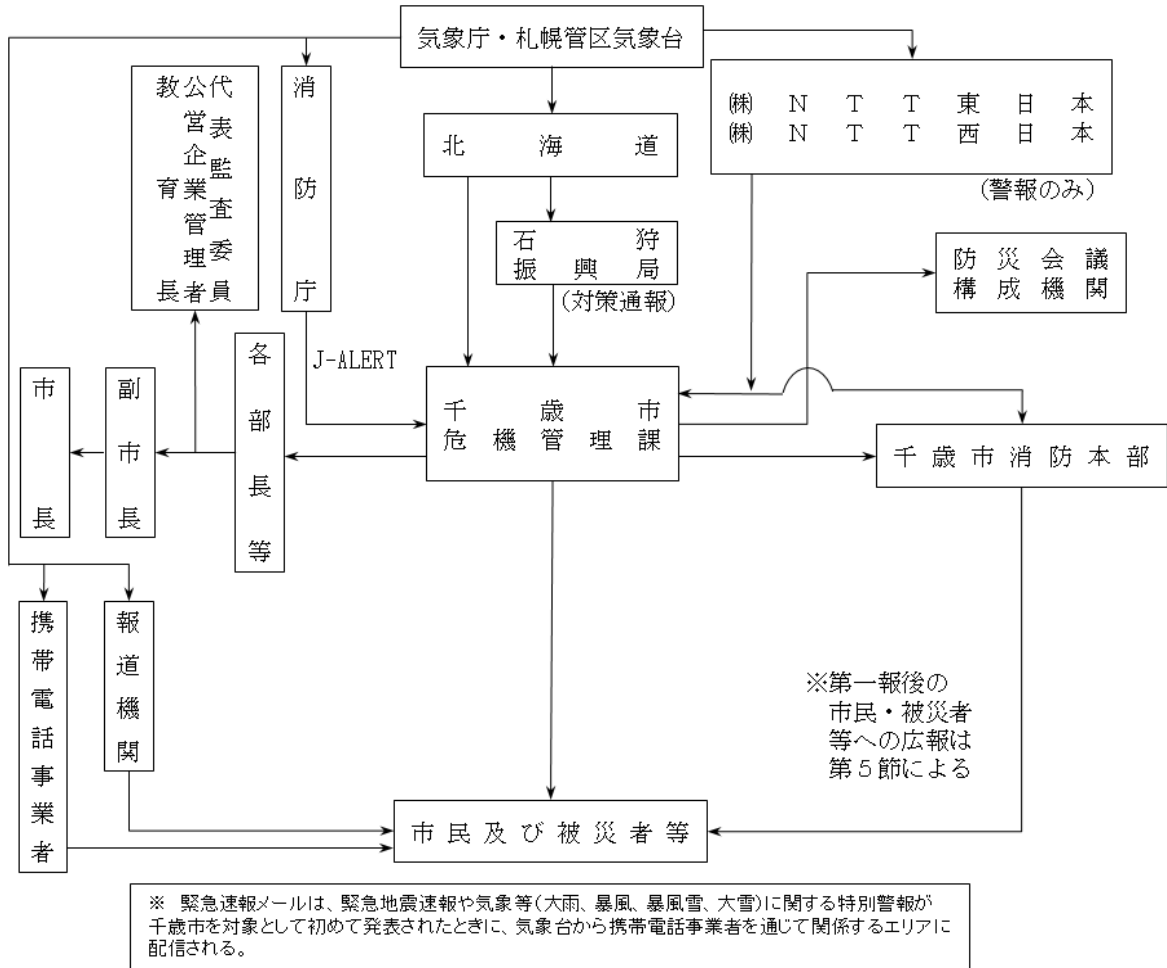 気象庁・札幌管区気象台
㈱NTT東日本
㈱NTT西日本
(警報のみ)
消防庁
代表監査委員
公営企業管理者
教育長
北海道
石狩
振興局
(対策通報)
防災会議
構成機関
J-ALERT
各部長等
副市長
市長
千歳市
危機管理課
千歳市消防本部
携帯電話事業者
報道機関
※第一報後の
市民・被災者
等への広報は
第5節による
市民及び被災者等
※ 緊急速報メールは、緊急地震速報や気象等(大雨、暴風、暴風雪、大雪)に関する特別警報が
千歳市を対象として初めて発表されたときに、気象台から携帯電話事業者を通じて関係するエリアに
配信される。